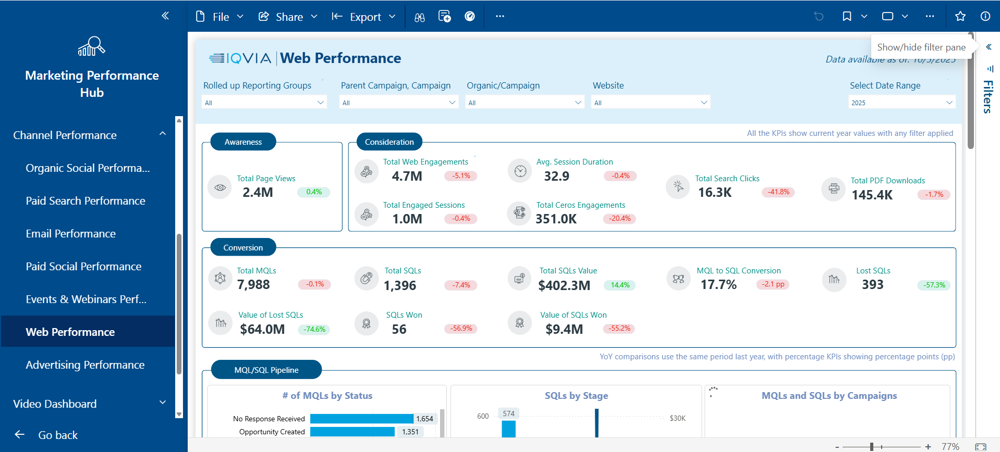 File
Share
Export
Marketing Performance
Hub
Channel Performance
Organic Social Performa...
Paid Search Performance
Email Performance
Paid Social Performance
Events & Webinars Perf...
Web Performance
Advertising Performance
Video Dashboard
Go back
IQVIA
Web Performance
Data available as of: 10/5/2025
Show/hide filter pane
Filters
Rolled up Reporting Groups
All
Parent Campaign, Campaign
All
Organic/Campaign
All
Website
All
Select Date Range
2025
All the KPIs show current year values with any filter applied
Awareness
Total Page Views
2.4M
0.4%
Consideration
Total Web Engagements
4.7M
-5.1%
Avg. Session Duration
32.9
-0.4%
Total Search Clicks
16.3K
-41.8%
Total PDF Downloads
145.4K
-1.7%
Total Engaged Sessions
1.0M
-0.4%
Total Ceros Engagements
351.0K
-20.4%
Conversion
Total MQLs
7,988
-0.1%
Total SQLs
1,396
-7.4%
Total SQLs Value
$402.3M
14.4%
MQL to SQL Conversion
17.7%
-2.1 pp
Lost SQLs
393
-57.3%
Value of Lost SQLs
$64.0M
-74.6%
SQLs Won
56
-56.9%
Value of SQLs Won
$9.4M
-55.2%
YoY comparisons use the same period last year, with percentage KPIs showing percentage points (pp)
MQL/SQL Pipeline
# of MQLs by Status
No Response Received
1,654
Opportunity Created
1,351
SQLs by Stage
600
574
$30K
MQLs and SQLs by Campaigns
- + 77%